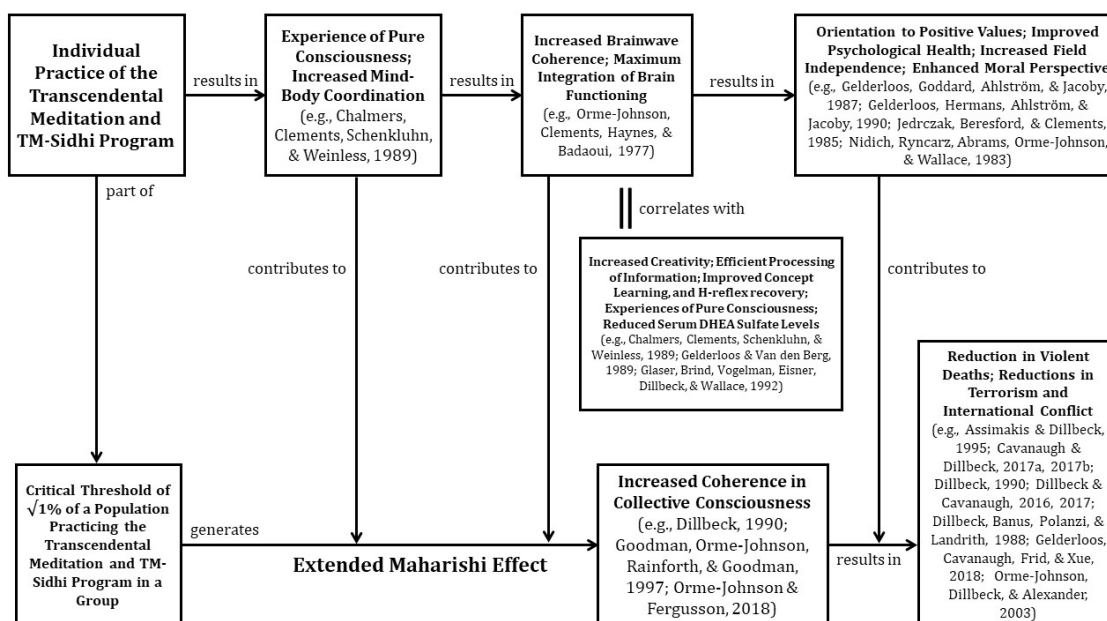 Individual
Practice of the
Transcendental
Meditation and
TM-Sidhi Program
results in
Experience of Pure
Consciousness;
Increased Mind-
Body Coordination
(e.g., Chalmers,
Clements, Schenkluhn,
& Weinless, 1989)
results in
Increased Brainwave
Coherence; Maximum
Integration of Brain
Functioning
(e.g., Orme-Johnson,
Clements, Haynes, &
Badaoui, 1977)
results in
Orientation to Positive Values; Improved
Psychological Health; Increased Field
Independence; Enhanced Moral Perspective
(e.g., Gelderloos, Goddard, Ahlström, & Jacoby,
1987; Gelderloos, Hermans, Ahlström, &
Jacoby, 1990; Jedrczak, Beresford, & Clements,
1985; Nidich, Ryncarz, Abrams, Orme-Johnson,
& Wallace, 1983)
part of
contributes to
contributes to
correlates with
contributes to
Increased Creativity; Efficient Processing
of Information; Improved Concept
Learning, and H-reflex recovery;
Experiences of Pure Consciousness;
Reduced Serum DHEA Sulfate Levels
(e.g., Chalmers, Clements, Schenkluhn, &
Weinless, 1989; Gelderloos & Van den Berg,
1989; Glaser, Brind, Vogelman, Eisner,
Dillbeck, & Wallace, 1992)
Critical Threshold of
√1% of a Population
Practicing the
Transcendental
Meditation and TM-
Sidhi Program in a
Group
generates
Extended Maharishi Effect
Increased Coherence in
Collective Consciousness
(e.g., Dillbeck, 1990;
Goodman, Orme-Johnson,
Rainforth, & Goodman,
1997; Orme-Johnson &
Fergusson, 2018)
results in
Reduction in Violent
Deaths; Reductions in
Terrorism and
International Conflict
(e.g., Assimakis & Dillbeck,
1995; Cavanaugh &
Dillbeck, 2017a, 2017b;
Dillbeck, 1990; Dillbeck &
Cavanaugh, 2016, 2017;
Dillbeck, Banus, Polanzi, &
Landrith, 1988; Gelderloos,
Cavanaugh, Frid, & Xue,
2018; Orme-Johnson,
Dillbeck, & Alexander,
2003)